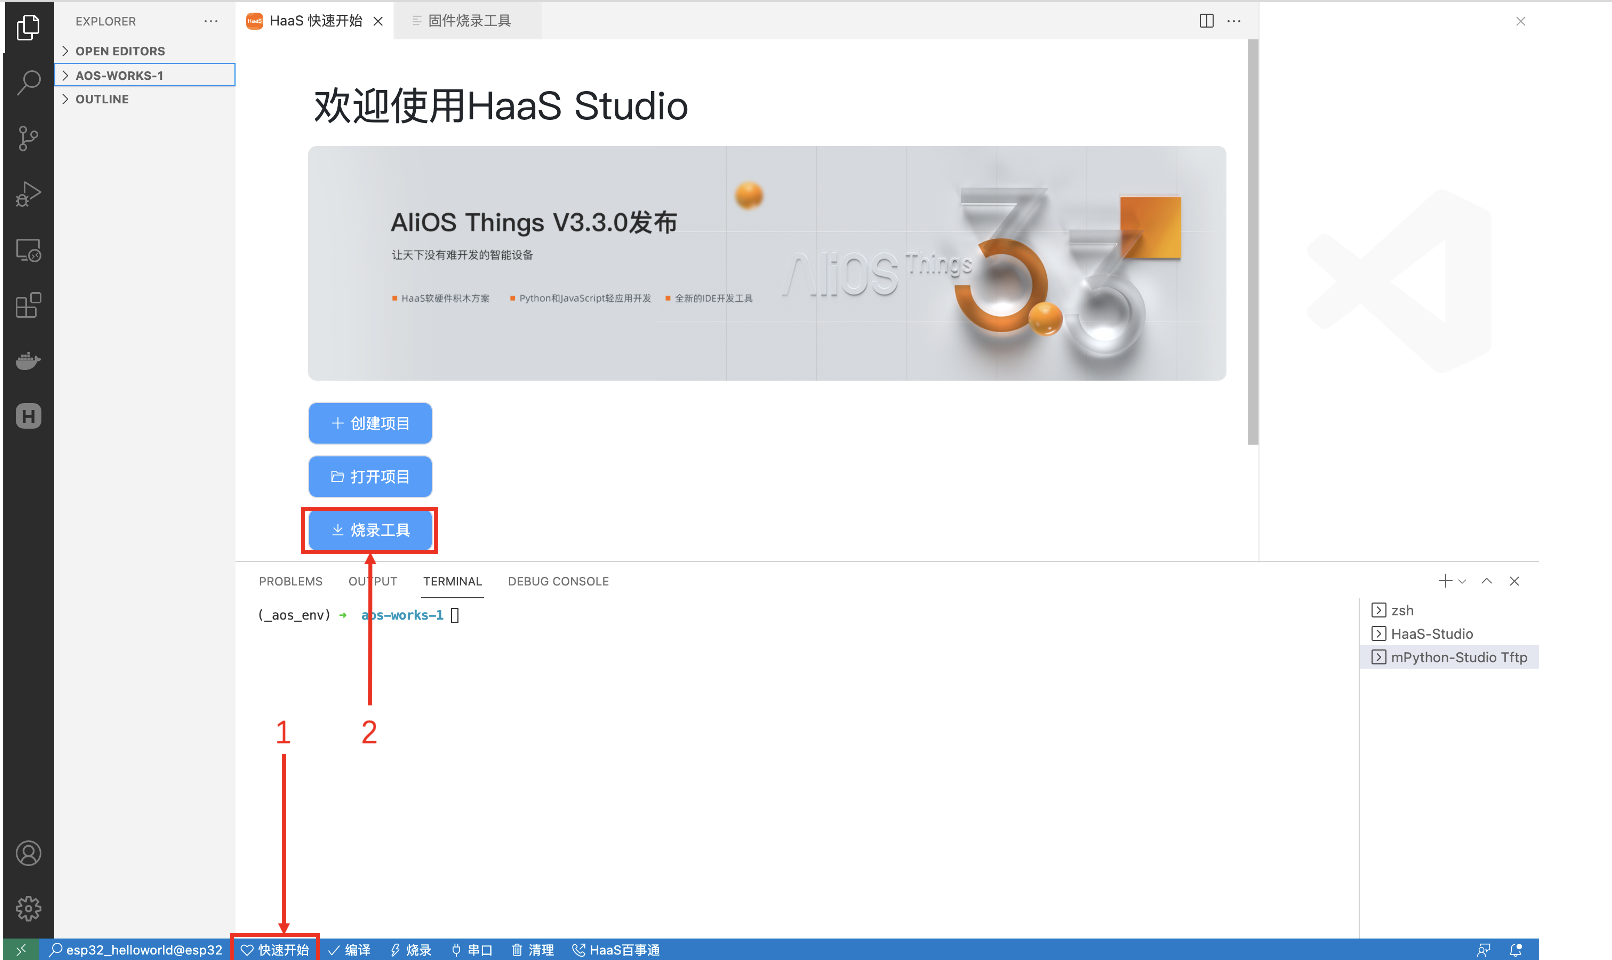 EXPLORER
HaaS 快速开始
固件烧录工具
OPEN EDITORS
AOS-WORKS-1
OUTLINE
欢迎使用HaaS Studio
AliOS Things V3.3.0发布
让天下没有难开发的智能设备
HaaS软硬件积木方案
Python和JavaScript轻应用开发
全新的IDE开发工具
AliOS Things
3 3
H
创建项目
打开项目
烧录工具
PROBLEMS
OUTPUT
TERMINAL
DEBUG CONSOLE
(_aos_env) → aos-works-1
zsh
HaaS-Studio
mPython-Studio Tftp
1
2
esp32_helloworld@esp32
快速开始
编译
烧录
串口
清理
HaaS百事通